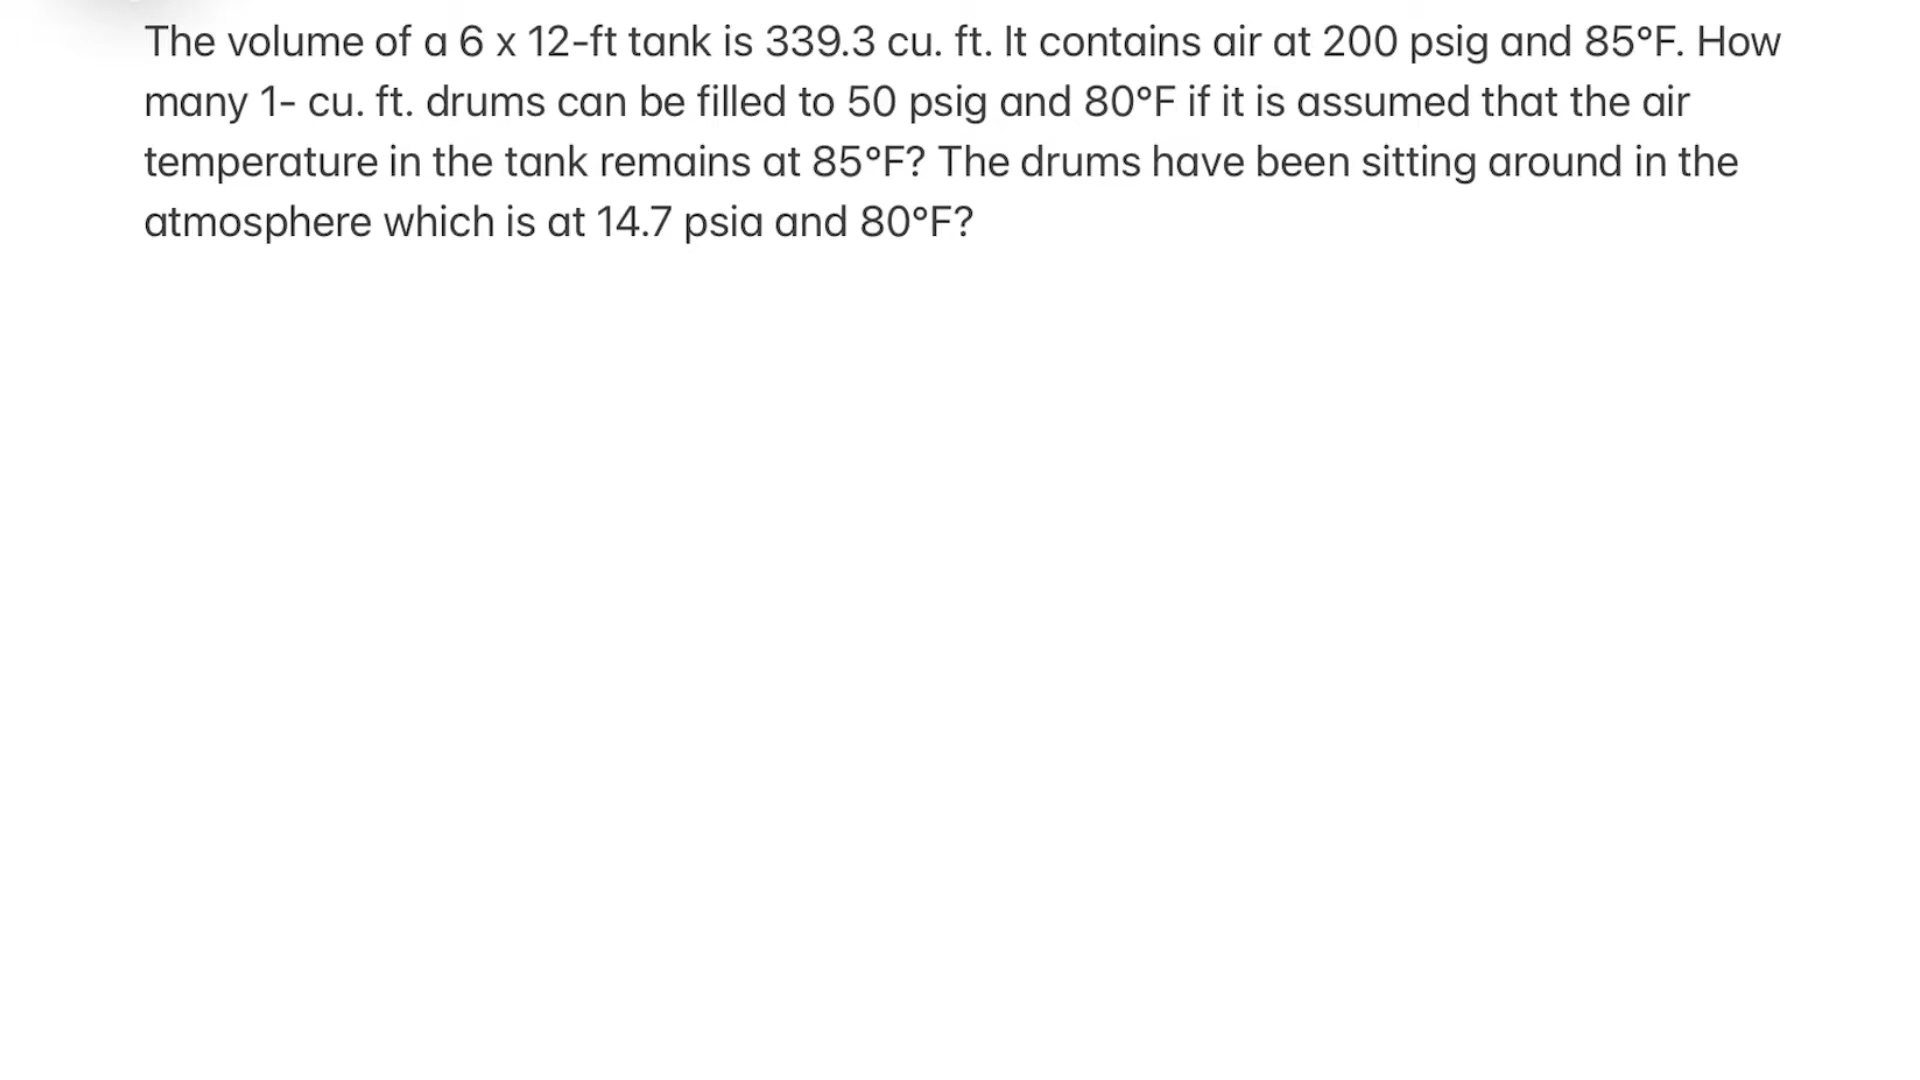 The volume of a 6 x 12-ft tank is 339.3 cu. ft. It contains air at 200 psig and 85°F. How
many 1- cu. ft. drums can be filled to 50 psig and 80°F if it is assumed that the air
temperature in the tank remains at 85°F? The drums have been sitting around in the
atmosphere which is at 14.7 psia and 80°F?